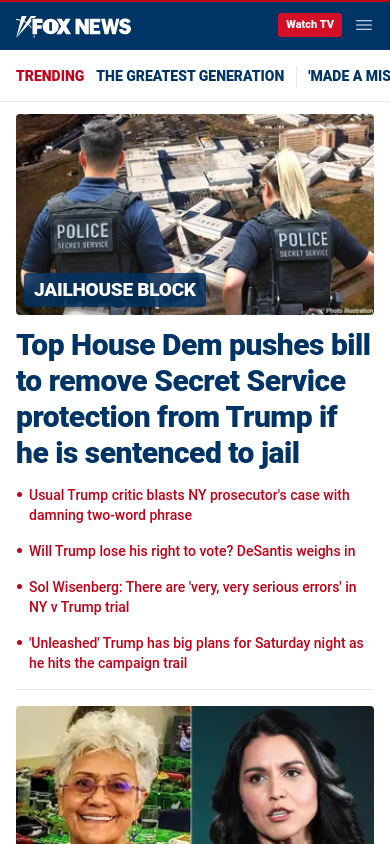 FOX NEWS
Watch TV
TRENDING THE GREATEST GENERATION 'MADE A MIS
POLICE
SECRET SERVICE
POLICE
SECRET SERVICE
JAILHOUSE BLOCK
Photo illustration
Top House Dem pushes bill
to remove Secret Service
protection from Trump if
he is sentenced to jail
• Usual Trump critic blasts NY prosecutor's case with
damning two-word phrase
• Will Trump lose his right to vote? DeSantis weighs in
• Sol Wisenberg: There are 'very, very serious errors' in
NY v Trump trial
• 'Unleashed' Trump has big plans for Saturday night as
he hits the campaign trail